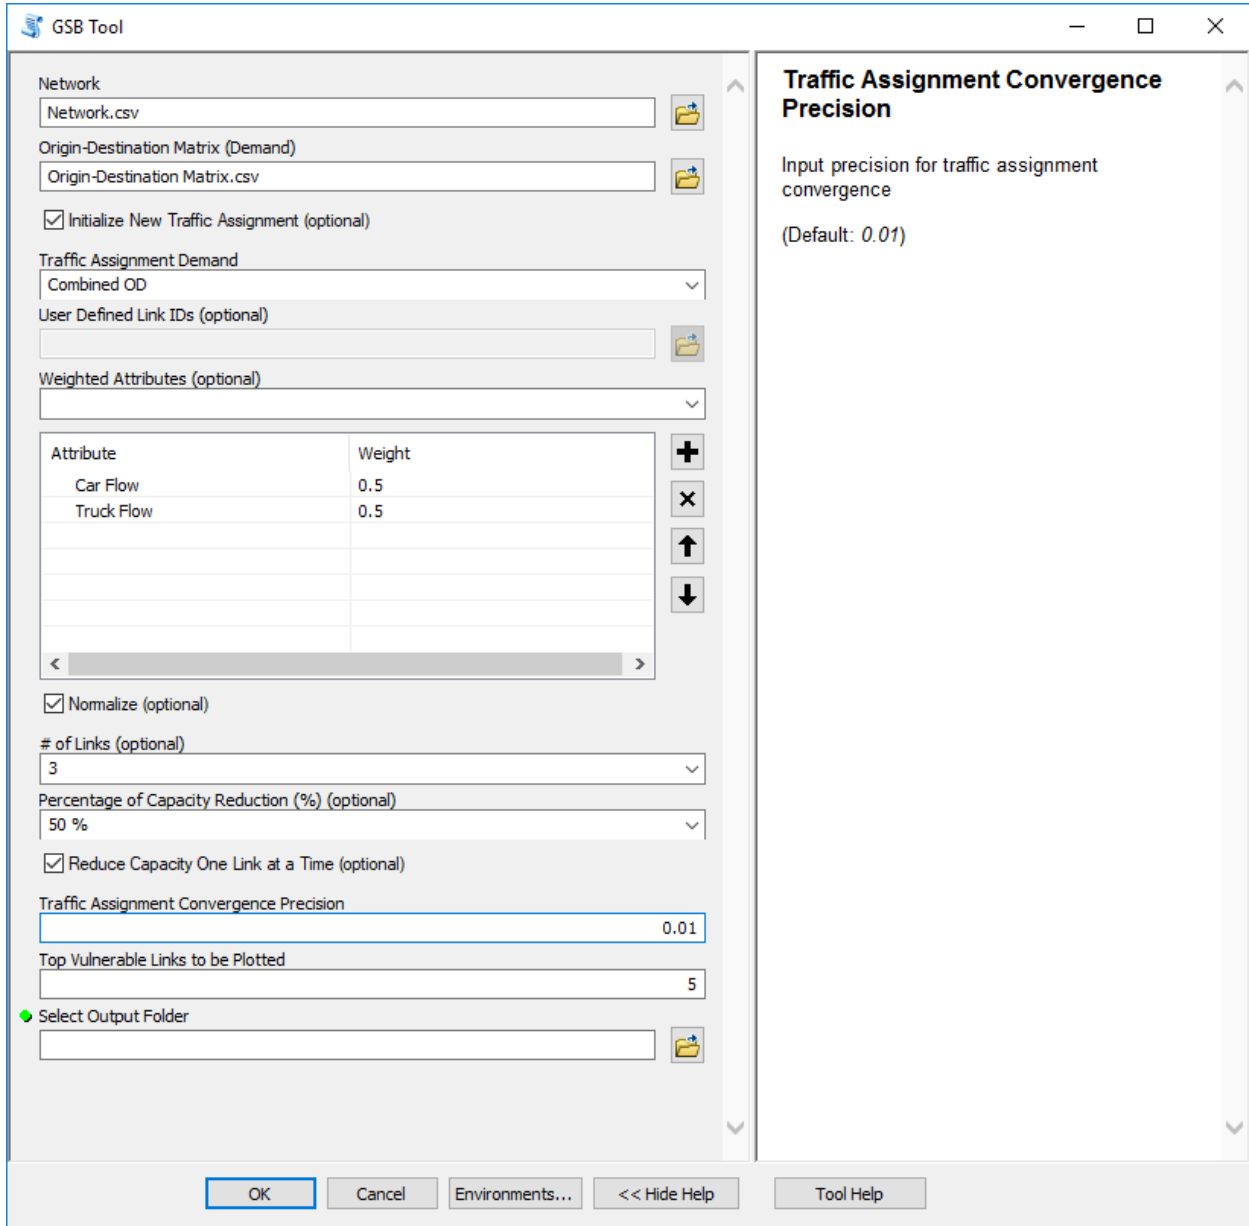 GSB Tool
Network
Network.csv
Origin-Destination Matrix (Demand)
Origin-Destination Matrix.csv
Initialize New Traffic Assignment (optional)
Traffic Assignment Demand
Combined OD
User Defined Link IDs (optional)
Weighted Attributes (optional)
Attribute Weight
Car Flow 0.5
Truck Flow 0.5
Normalize (optional)
# of Links (optional)
3
Percentage of Capacity Reduction (%) (optional)
50 %
Reduce Capacity One Link at a Time (optional)
Traffic Assignment Convergence Precision
0.01
Top Vulnerable Links to be Plotted
5
Select Output Folder
Traffic Assignment Convergence
Precision
Input precision for traffic assignment
convergence
(Default: 0.01)
OK Cancel Environments... << Hide Help Tool Help